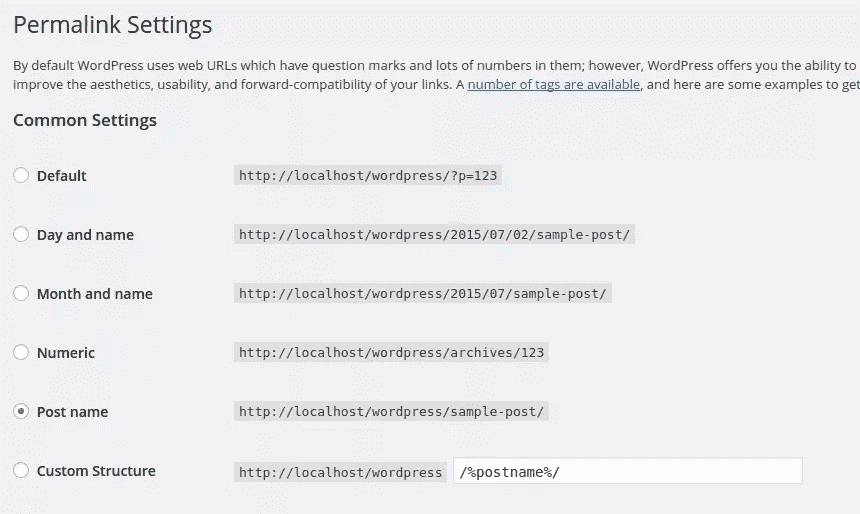 Permalink Settings
By default WordPress uses web URLs which have question marks and lots of numbers in them; however, WordPress offers you the ability to
improve the aesthetics, usability, and forward-compatibility of your links. A number of tags are available, and here are some examples to get
Common Settings
Default http://localhost/wordpress/?p=123
Day and name http://localhost/wordpress/2015/07/02/sample-post/
Month and name http://localhost/wordpress/2015/07/sample-post/
Numeric http://localhost/wordpress/archives/123
Post name http://localhost/wordpress/sample-post/
Custom Structure http://localhost/wordpress /%postname%/